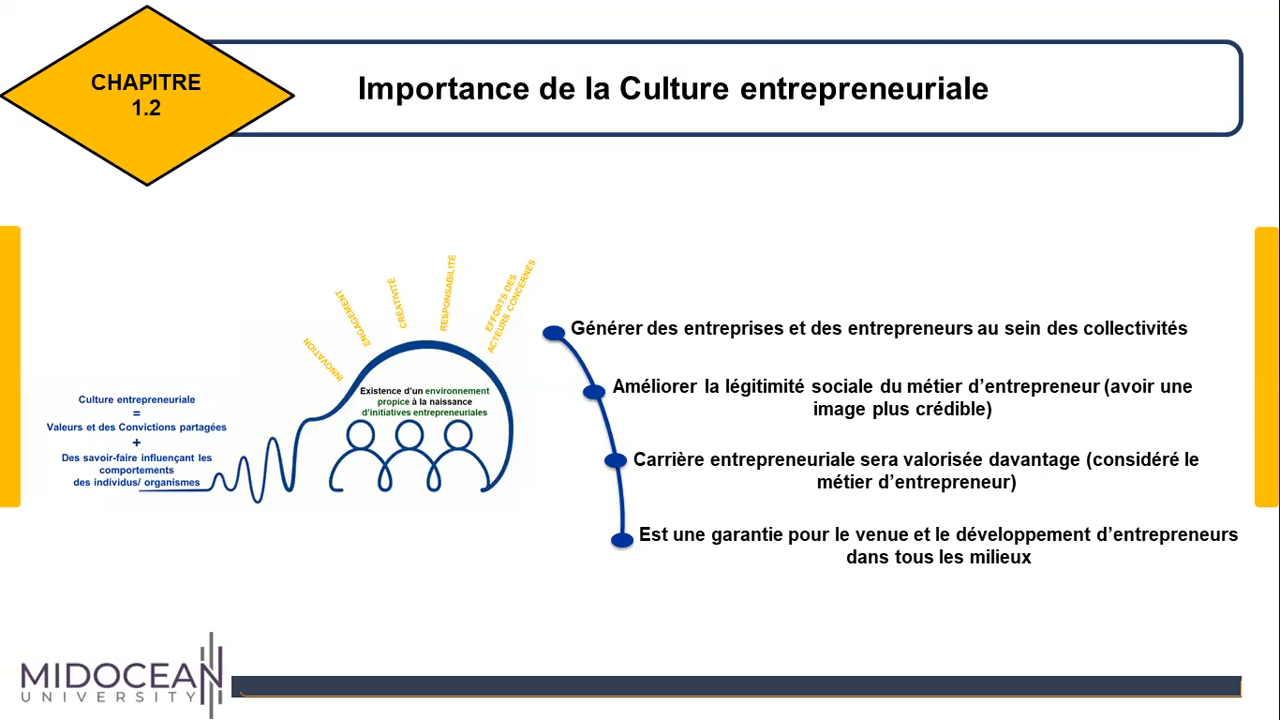 CHAPITRE
1.2
Importance de la Culture entrepreneuriale
INNOVATION
ENGAGEMENT
CRÉATIVITÉ
RESPONSABILITÉ
EFFORTS DES
ACTEURS CONCERNÉS
Existence d'un environnement
propice à la naissance
d'initiatives entrepreneuriales
Culture entrepreneuriale
=
Valeurs et des Convictions partagées
+
Des savoir-faire influençant les
comportements
des individus/ organismes
Générer des entreprises et des entrepreneurs au sein des collectivités
Améliorer la légitimité sociale du métier d'entrepreneur (avoir une
image plus crédible)
Carrière entrepreneuriale sera valorisée davantage (considéré le
métier d'entrepreneur)
Est une garantie pour le venue et le développement d'entrepreneurs
dans tous les milieux
MIDOCEAN
UNIVERSITY